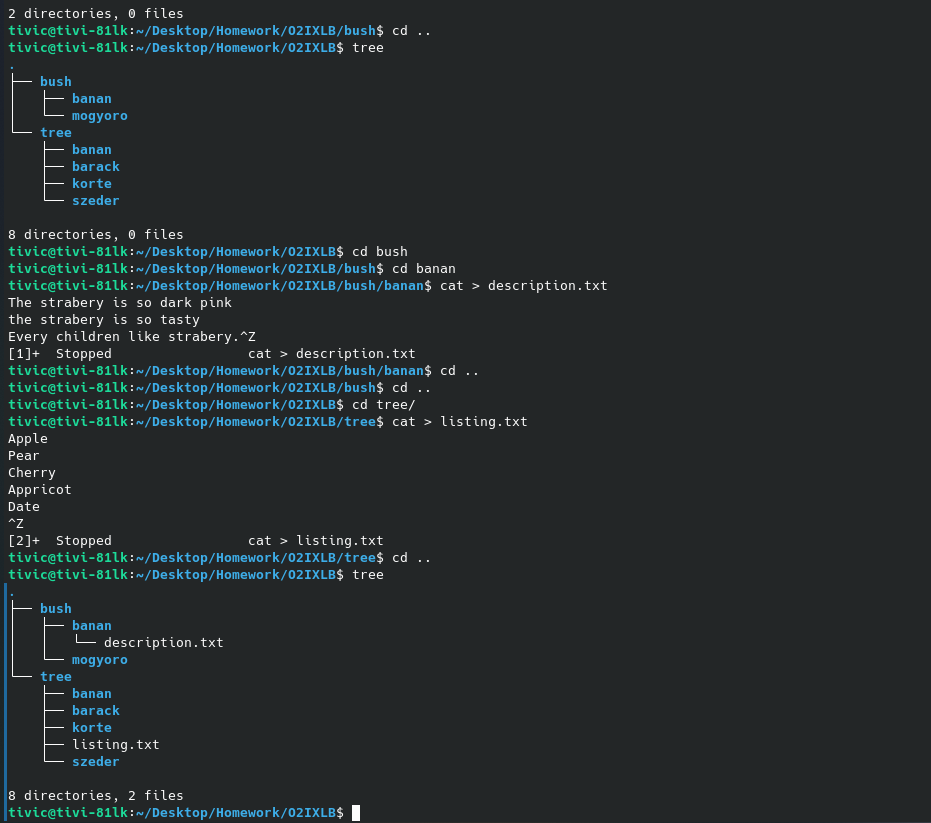 2 directories, 0 files
tivic@tivi-81lk:~/Desktop/Homework/O2IXLB/bush$ cd ..
tivic@tivi-81lk:~/Desktop/Homework/O2IXLB$ tree
.
├── bush
│   ├── banan
│   └── mogyoro
└── tree
    ├── banan
    ├── barack
    ├── korte
    └── szeder

8 directories, 0 files
tivic@tivi-81lk:~/Desktop/Homework/O2IXLB$ cd bush
tivic@tivi-81lk:~/Desktop/Homework/O2IXLB/bush$ cd banan
tivic@tivi-81lk:~/Desktop/Homework/O2IXLB/bush/banan$ cat > description.txt
The strabery is so dark pink
the strabery is so tasty
Every children like strabery.^Z
[1]+  Stopped                 cat > description.txt
tivic@tivi-81lk:~/Desktop/Homework/O2IXLB/bush/banan$ cd ..
tivic@tivi-81lk:~/Desktop/Homework/O2IXLB/bush$ cd ..
tivic@tivi-81lk:~/Desktop/Homework/O2IXLB$ cd tree/
tivic@tivi-81lk:~/Desktop/Homework/O2IXLB/tree$ cat > listing.txt
Apple
Pear
Cherry
Appricot
Date
^Z
[2]+  Stopped                 cat > listing.txt
tivic@tivi-81lk:~/Desktop/Homework/O2IXLB/tree$ cd ..
tivic@tivi-81lk:~/Desktop/Homework/O2IXLB$ tree
.
├── bush
│   ├── banan
│   │   └── description.txt
│   └── mogyoro
└── tree
    ├── banan
    ├── barack
    ├── korte
    ├── listing.txt
    └── szeder

8 directories, 2 files
tivic@tivi-81lk:~/Desktop/Homework/O2IXLB$